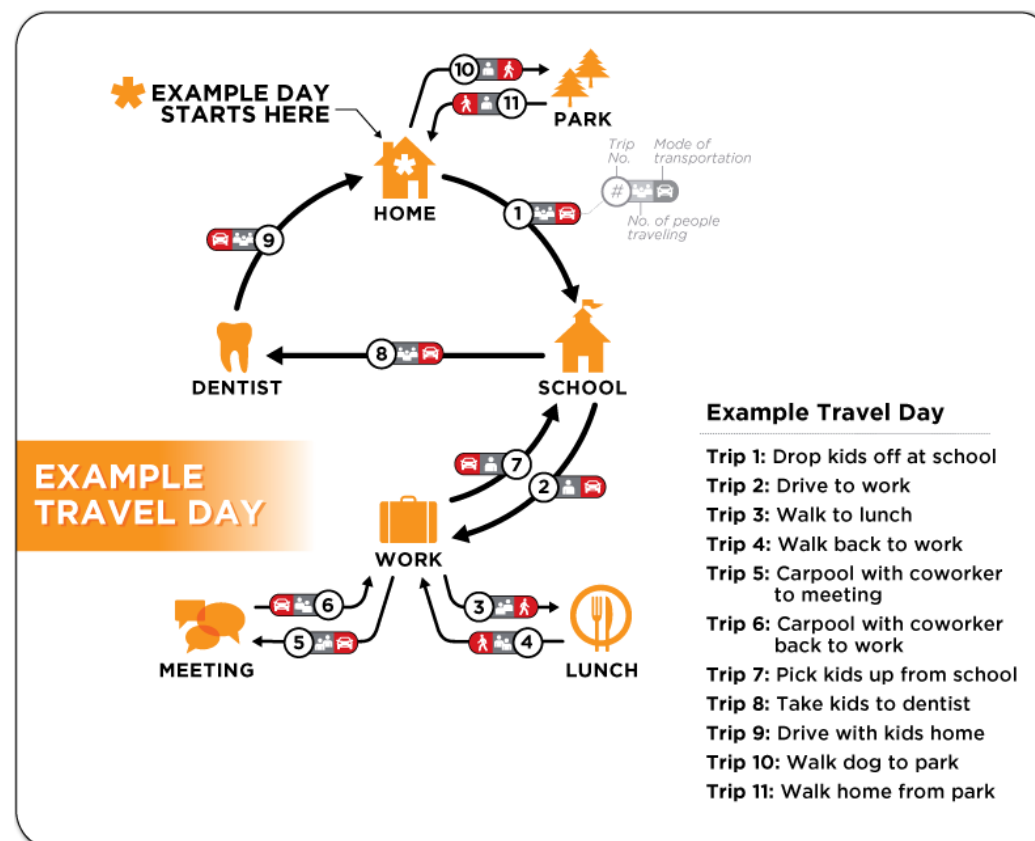 EXAMPLE DAY
STARTS HERE
10
11
PARK
Trip
No.
Mode of
transportation
#
No. of people
traveling
HOME
1
9
DENTIST
8
SCHOOL
EXAMPLE
TRAVEL DAY
7
2
WORK
6
5
MEETING
3
4
LUNCH
Example Travel Day
Trip 1: Drop kids off at school
Trip 2: Drive to work
Trip 3: Walk to lunch
Trip 4: Walk back to work
Trip 5: Carpool with coworker
to meeting
Trip 6: Carpool with coworker
back to work
Trip 7: Pick kids up from school
Trip 8: Take kids to dentist
Trip 9: Drive with kids home
Trip 10: Walk dog to park
Trip 11: Walk home from park